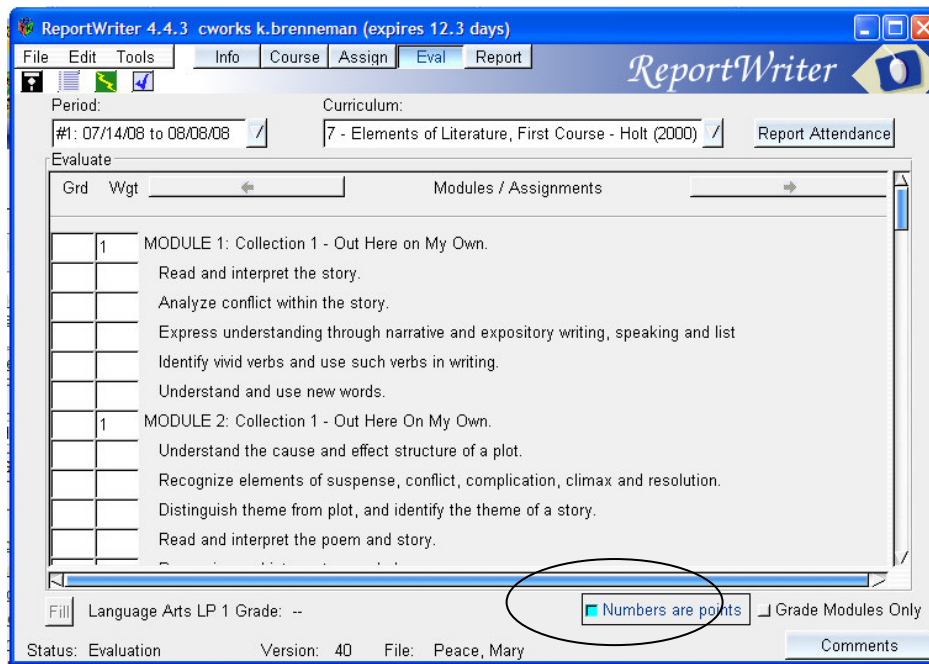 ReportWriter 4.4.3 cworks k.brenneman (expires 12.3 days)
File Edit Tools Info Course Assign Eval Report
ReportWriter
Period: Curriculum:
#1: 07/14/08 to 08/08/08 7 - Elements of Literature, First Course - Holt (2000) Report Attendance
Evaluate
Grd Wgt Modules / Assignments
1 MODULE 1: Collection 1 - Out Here on My Own.
Read and interpret the story.
Analyze conflict within the story.
Express understanding through narrative and expository writing, speaking and list
Identify vivid verbs and use such verbs in writing.
Understand and use new words.
1 MODULE 2: Collection 1 - Out Here On My Own.
Understand the cause and effect structure of a plot.
Recognize elements of suspense, conflict, complication, climax and resolution.
Distinguish theme from plot, and identify the theme of a story.
Read and interpret the poem and story.
Fill Language Arts LP 1 Grade: -- Numbers are points Grade Modules Only
Status: Evaluation Version: 40 File: Peace, Mary Comments